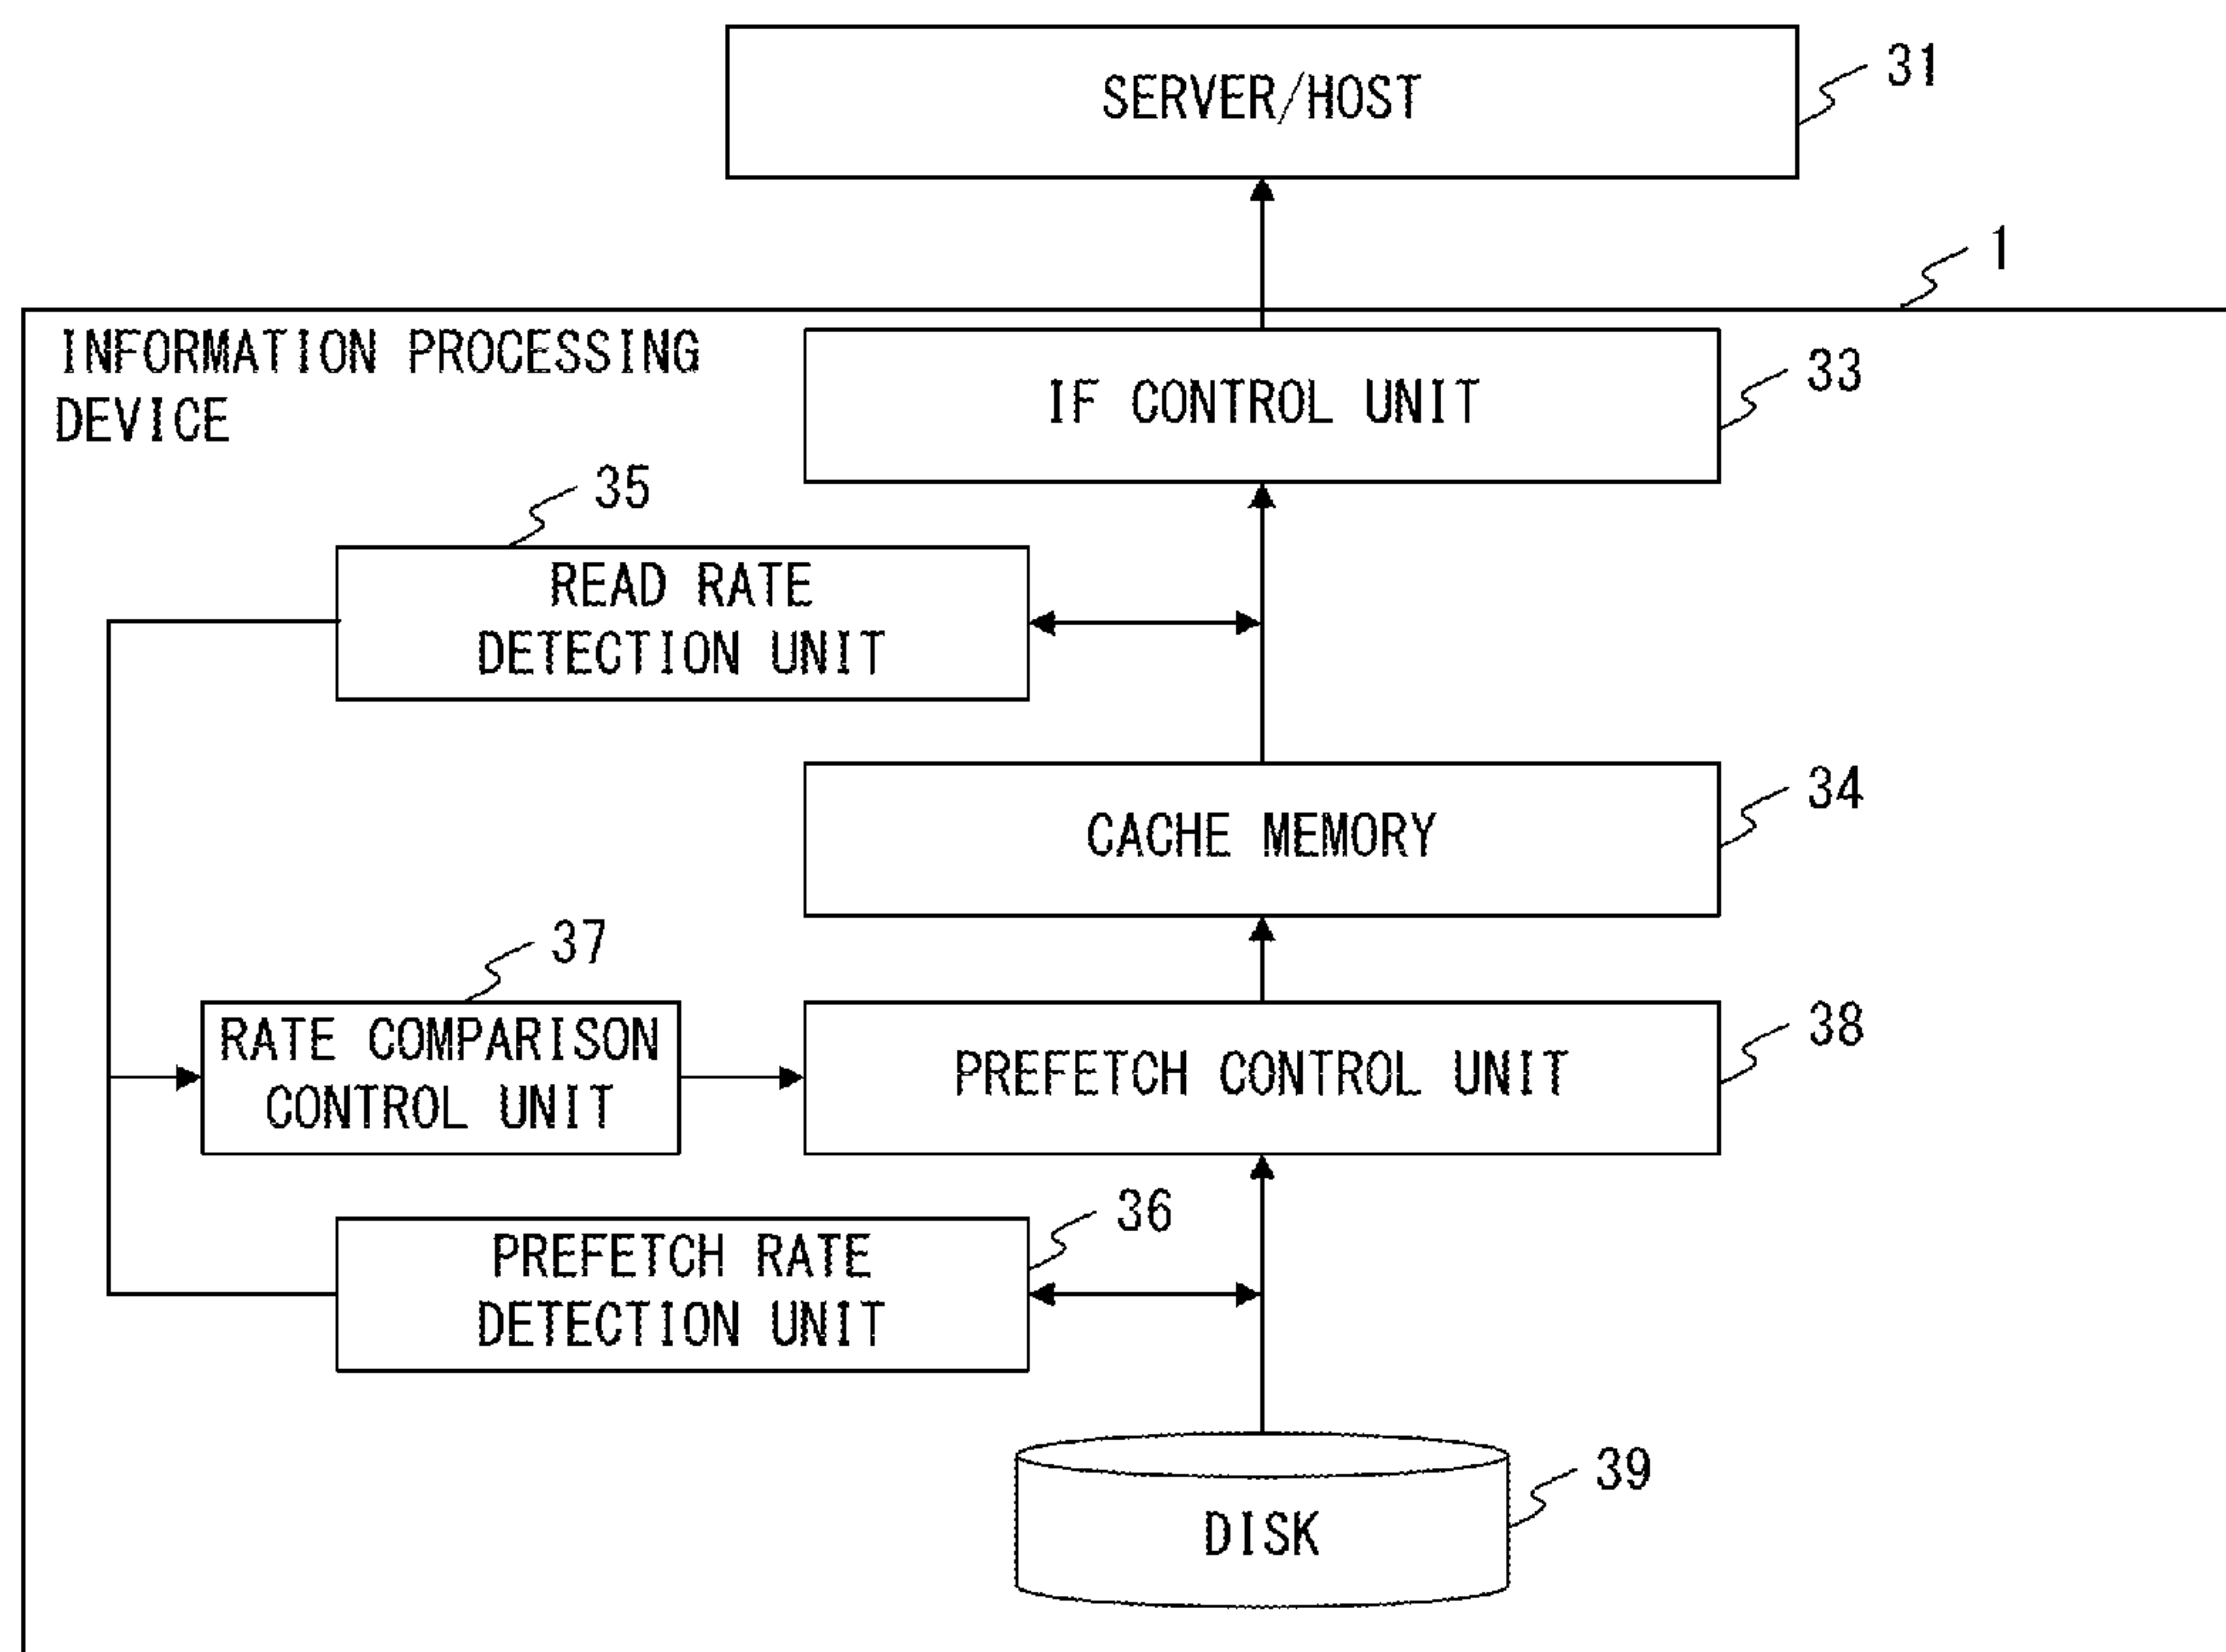 SERVER/HOST
31
1
INFORMATION PROCESSING
DEVICE
IF CONTROL UNIT
33
35
READ RATE
DETECTION UNIT
CACHE MEMORY
34
37
RATE COMPARISON
CONTROL UNIT
PREFETCH CONTROL UNIT
38
36
PREFETCH RATE
DETECTION UNIT
DISK
39